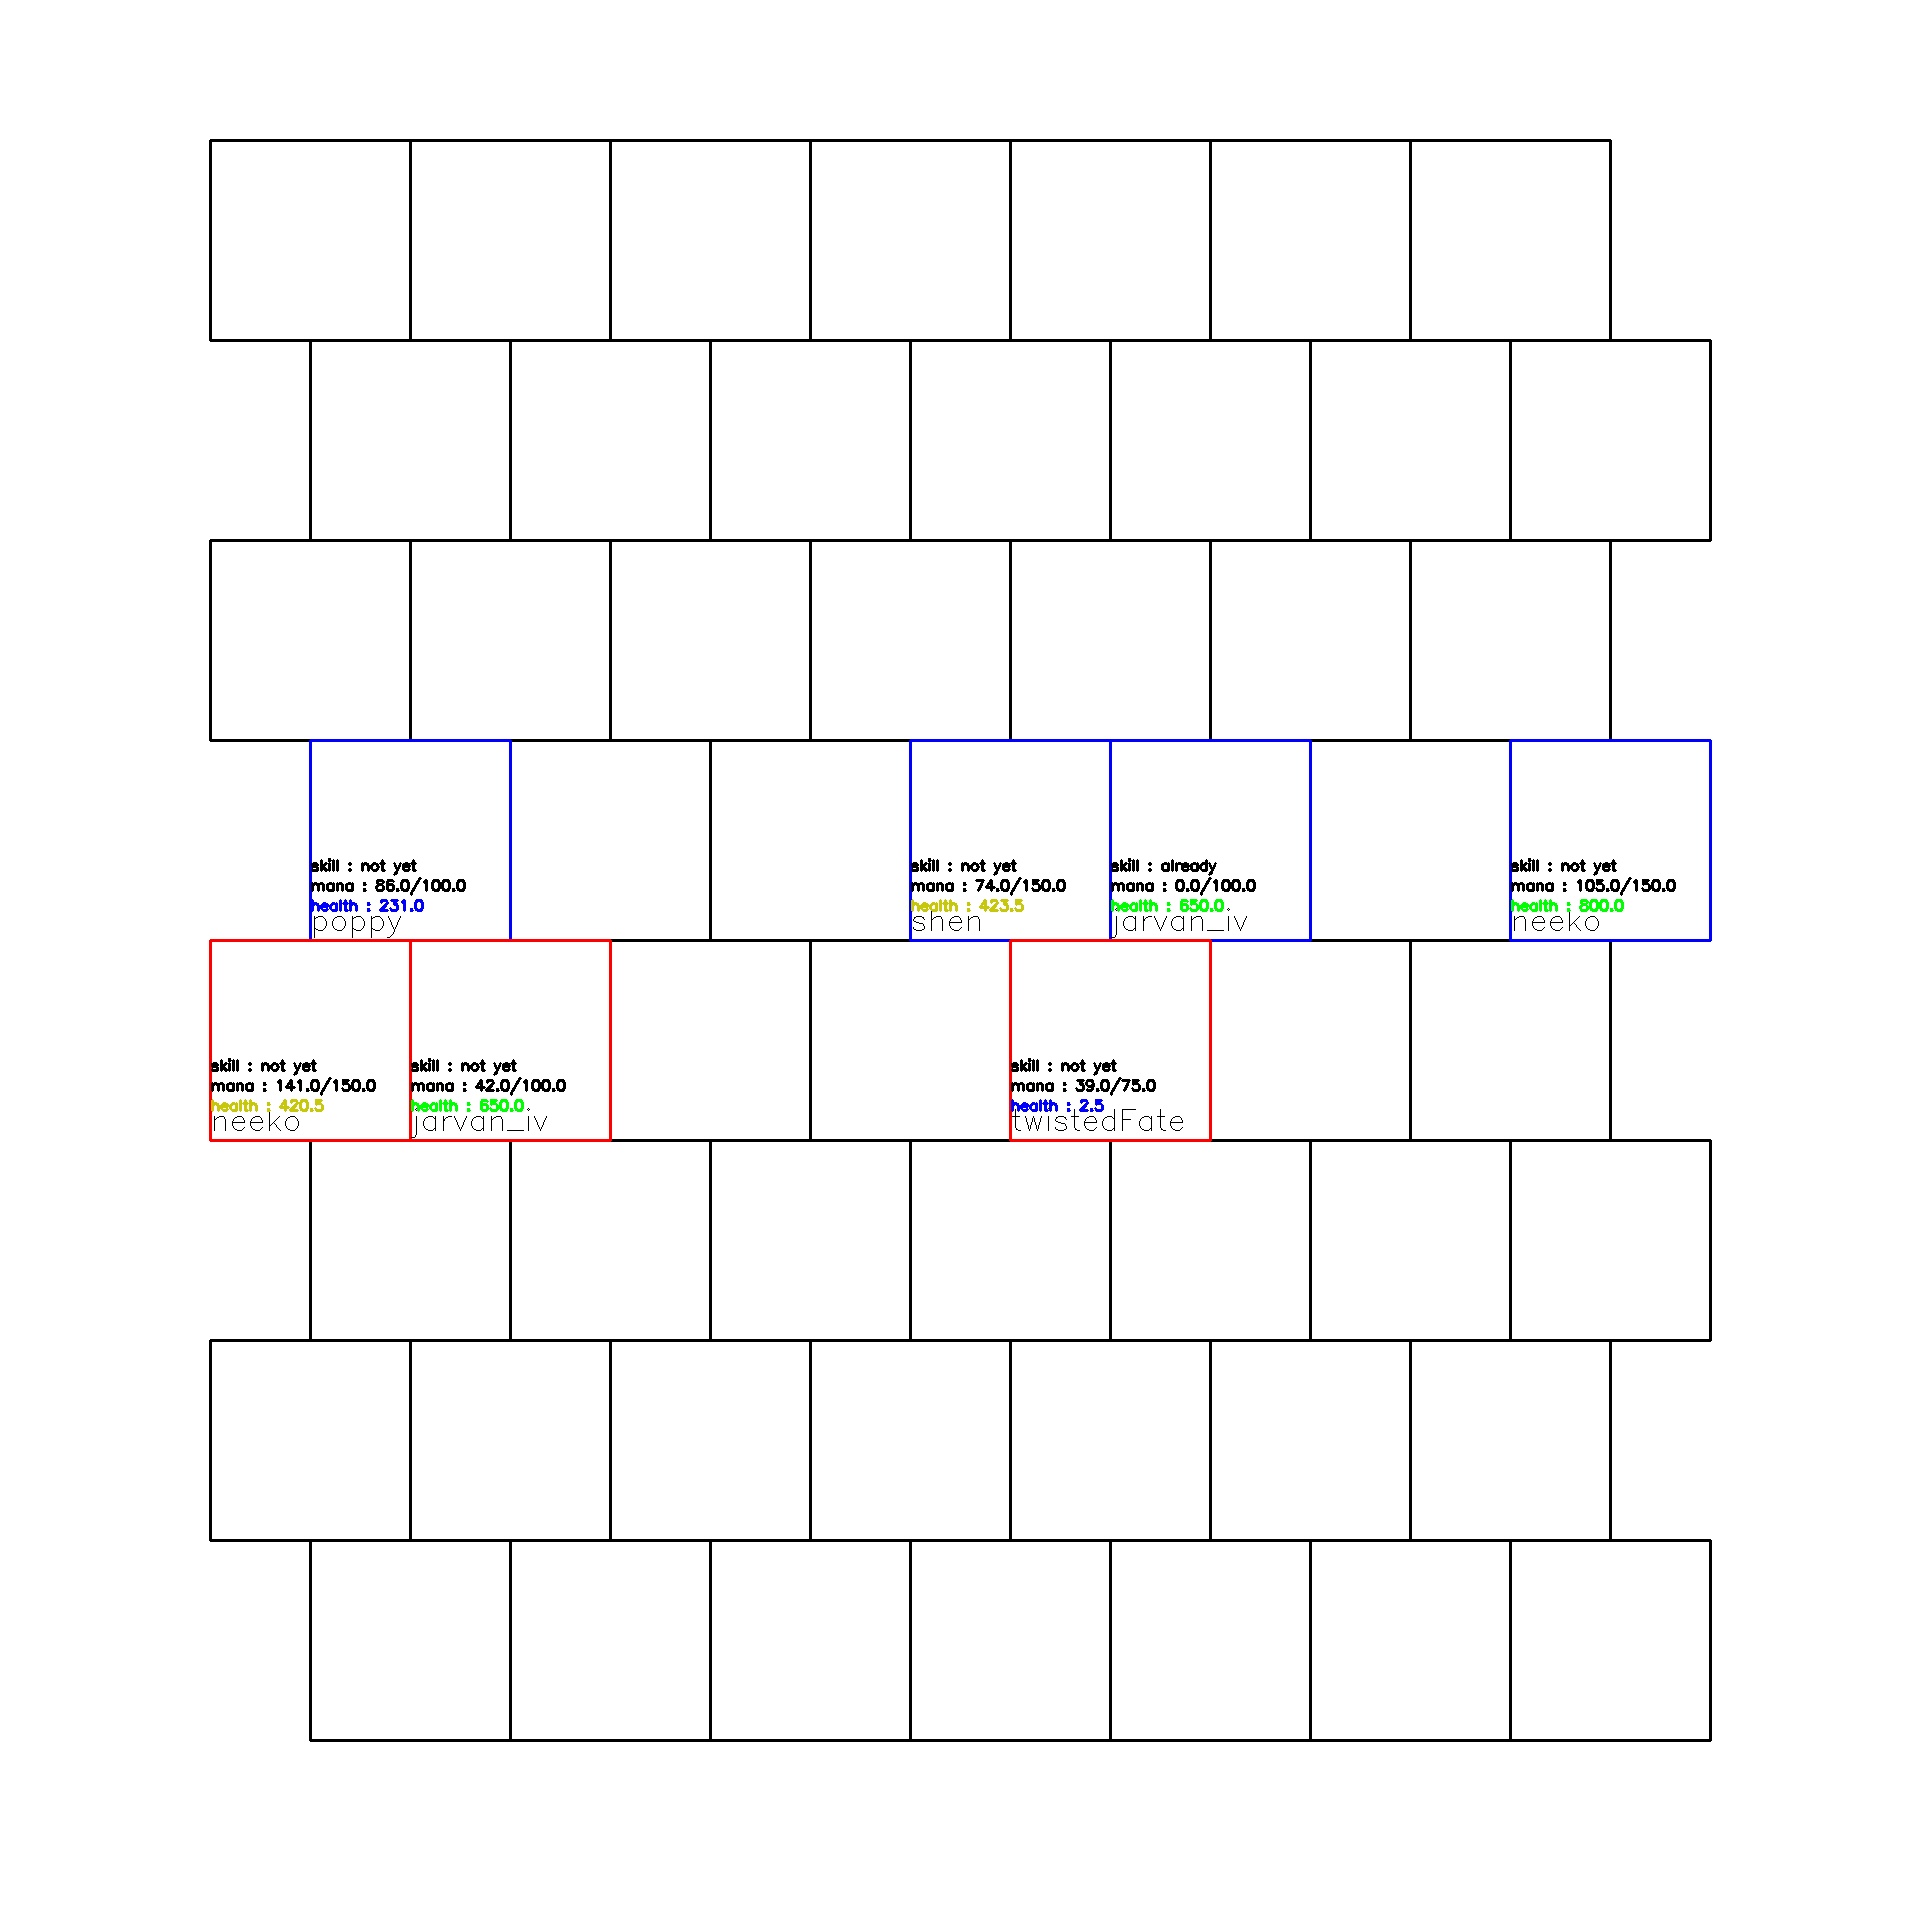 skill : not yet
mana : 86.0/100.0
health : 231.0
poppy
skill : not yet
mana : 74.0/150.0
health : 423.5
shen
skill : already
mana : 0.0/100.0
health : 650.0
jarvan_iv
skill : not yet
mana : 105.0/150.0
health : 800.0
neeko
skill : not yet
mana : 141.0/150.0
health : 420.5
neeko
skill : not yet
mana : 42.0/100.0
health : 650.0
jarvan_iv
skill : not yet
mana : 39.0/75.0
health : 2.5
twistedFate